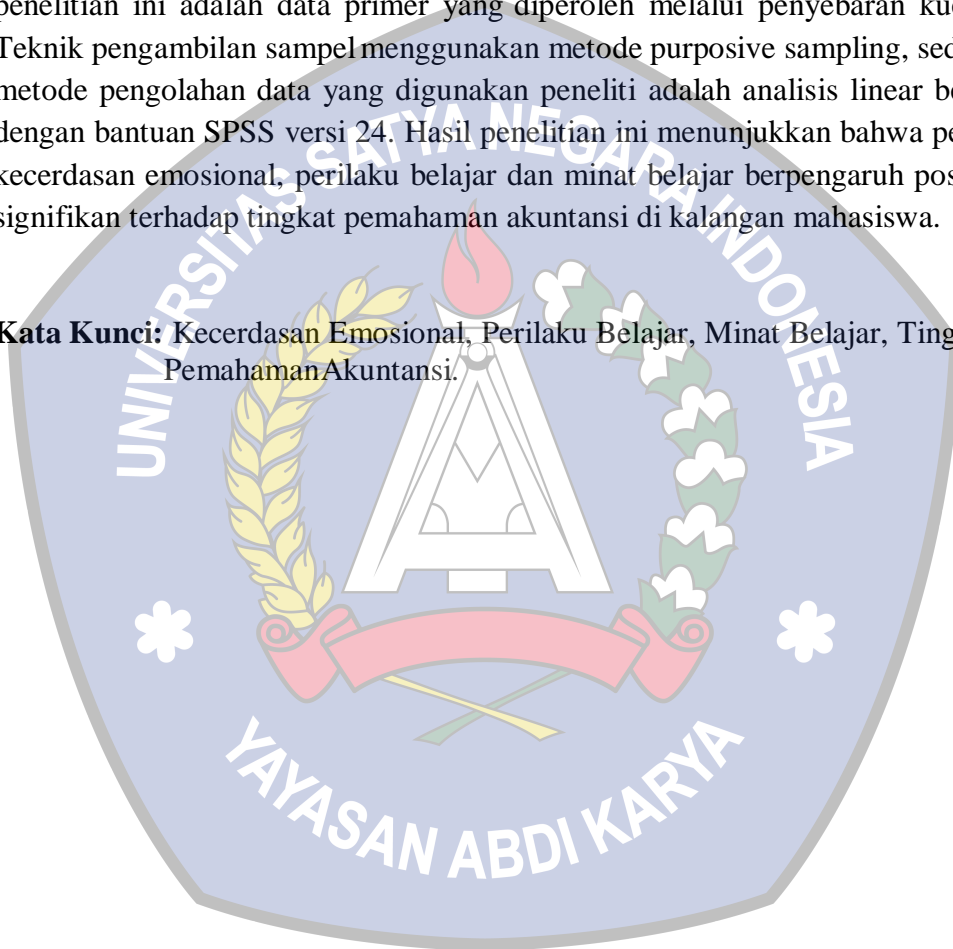 penelitian ini adalah data primer yang diperoleh melalui penyebaran ku
Teknik pengambilan sampel menggunakan metode purposive sampling, sed
metode pengolahan data yang digunakan peneliti adalah analisis linear be
dengan bantuan SPSS versi 24. Hasil penelitian ini menunjukkan bahwa pe
kecerdasan emosional, perilaku belajar dan minat belajar berpengaruh pos
signifikan terhadap tingkat pemahaman akuntansi di kalangan mahasiswa.
Kata Kunci: Kecerdasan Emosional, Perilaku Belajar, Minat Belajar, Ting
PemahamanAkuntansi.
UNIVERSITAS SATYA NEGARA INDONESIA
YAYASAN ABDI KARYA